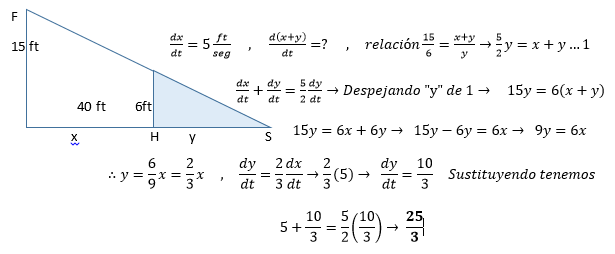 F
15 ft
dx/dt = 5 ft/seg , d(x+y)/dt =? , relación 15/6 = (x+y)/y → 5/2 y = x + y … 1
dx/dt + dy/dt = 5/2 dy/dt → Despejando "y" de 1 → 15y = 6(x + y)
40 ft 6ft
x H y S
15y = 6x + 6y → 15y − 6y = 6x → 9y = 6x
∴ y = 6/9 x = 2/3 x , dy/dt = 2/3 dx/dt → 2/3 (5) → dy/dt = 10/3 Sustituyendo tenemos
5 + 10/3 = 5/2 (10/3) → 25/3